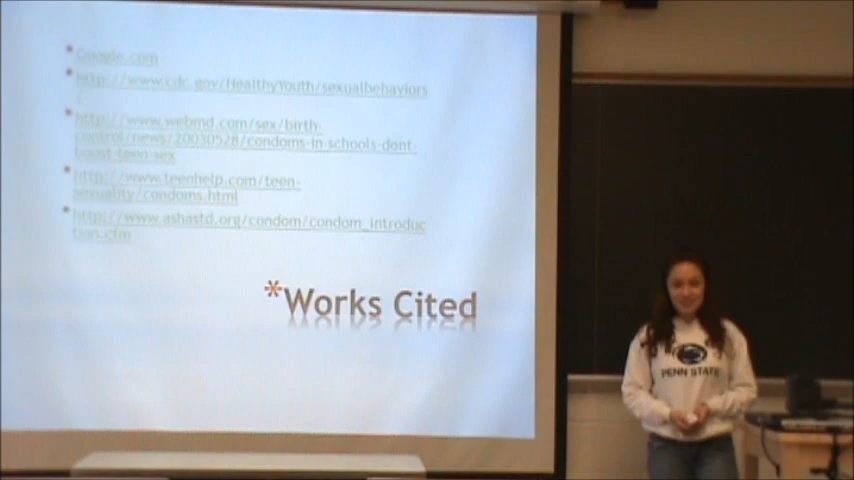 * Google.com
* http://www.cdc.gov/HealthyYouth/sexualbehaviors
/
* http://www.webmd.com/sex/birth-
control/news/20030528/condoms-in-schools-dont-
boost-teen-sex
* http://www.teenhelp.com/teen-
sexuality/condoms.html
* http://www.ashastd.org/condom/condom_introduc
tion.cfm
*Works Cited
PENN STATE